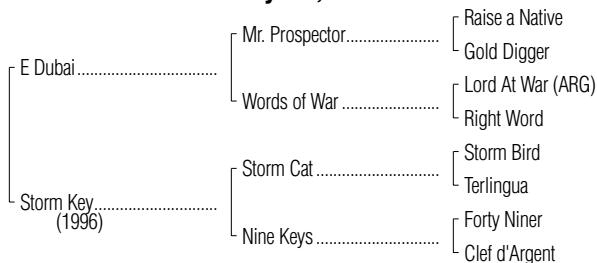 Raise a Native
Mr. Prospector
Gold Digger
E Dubai
Lord At War (ARG)
Words of War
Right Word
Storm Bird
Storm Cat
Terlingua
Storm Key
(1996)
Forty Niner
Nine Keys
Clef d'Argent